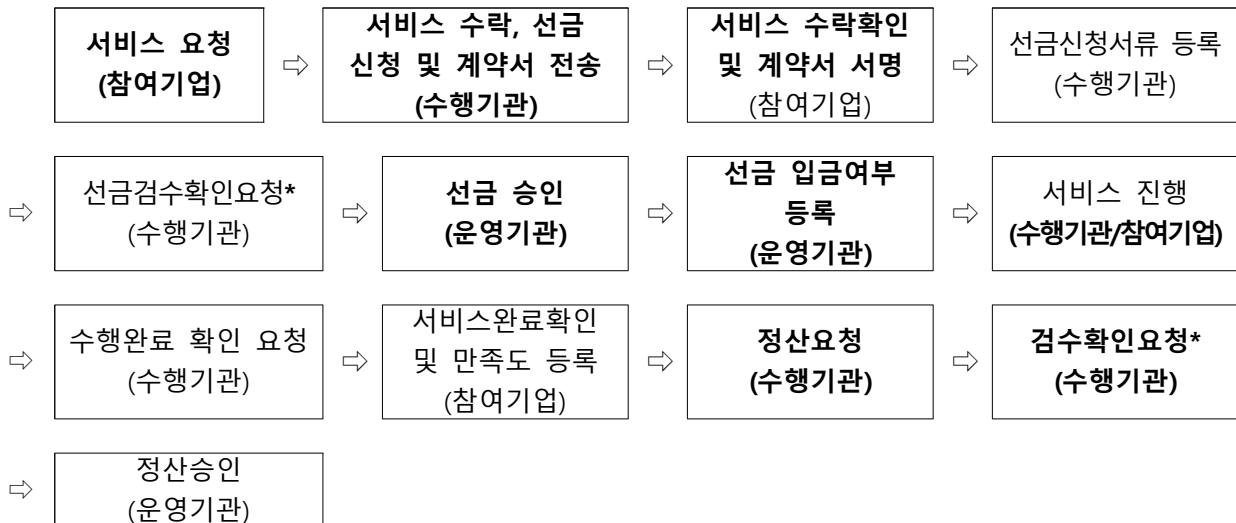 서비스 요청
(참여기업)
⇨
서비스 수락, 선금
신청 및 계약서 전송
(수행기관)
⇨
서비스 수락확인
및 계약서 서명
(참여기업)
⇨
선금신청서류 등록
(수행기관)
⇨
선금검수확인요청*
(수행기관)
⇨
선금 승인
(운영기관)
⇨
선금 입금여부
등록
(운영기관)
⇨
서비스 진행
(수행기관/참여기업)
⇨
수행완료 확인 요청
(수행기관)
⇨
서비스완료확인
및 만족도 등록
(참여기업)
⇨
정산요청
(수행기관)
⇨
검수확인요청*
(수행기관)
⇨
정산승인
(운영기관)